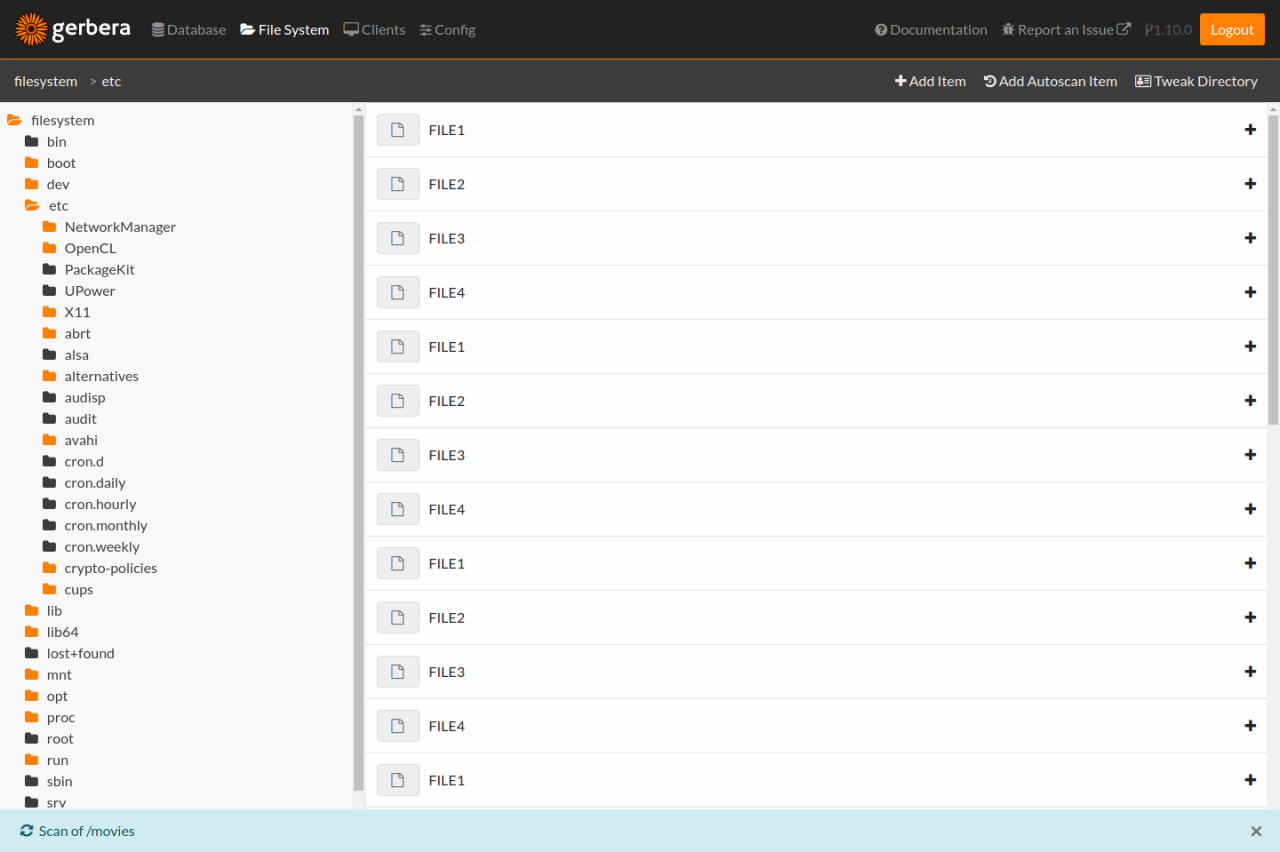 gerbera Database File System Clients Config Documentation Report an Issue 1.10.0 Logout
filesystem > etc Add Item Add Autoscan Item Tweak Directory
filesystem
bin
boot
dev
etc
NetworkManager
OpenCL
PackageKit
UPower
X11
abrt
alsa
alternatives
audisp
audit
avahi
cron.d
cron.daily
cron.hourly
cron.monthly
cron.weekly
crypto-policies
cups
lib
lib64
lost+found
mnt
opt
proc
root
run
sbin
srv
FILE1
FILE2
FILE3
FILE4
FILE1
FILE2
FILE3
FILE4
FILE1
FILE2
FILE3
FILE4
FILE1
Scan of /movies